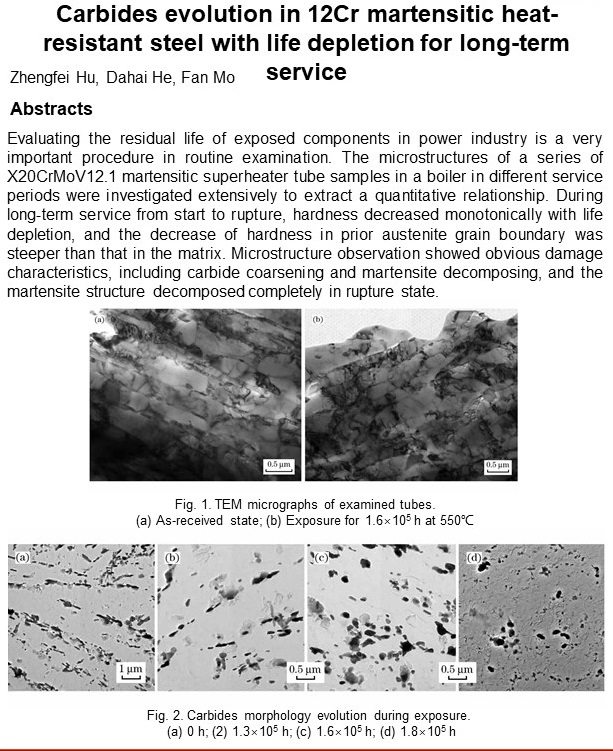 Carbides evolution in 12Cr martensitic heat-
resistant steel with life depletion for long-term
service
Zhengfei Hu, Dahai He, Fan Mo
Abstracts
Evaluating the residual life of exposed components in power industry is a very
important procedure in routine examination. The microstructures of a series of
X20CrMoV12.1 martensitic superheater tube samples in a boiler in different service
periods were investigated extensively to extract a quantitative relationship. During
long-term service from start to rupture, hardness decreased monotonically with life
depletion, and the decrease of hardness in prior austenite grain boundary was
steeper than that in the matrix. Microstructure observation showed obvious damage
characteristics, including carbide coarsening and martensite decomposing, and the
martensite structure decomposed completely in rupture state.
(a) (b)
0.5 μm 0.5 μm
Fig. 1. TEM micrographs of examined tubes.
(a) As-received state; (b) Exposure for 1.6×10⁵ h at 550℃
(a) (b) (c) (d)
1 μm 0.5 μm 0.5 μm
Fig. 2. Carbides morphology evolution during exposure.
(a) 0 h; (2) 1.3×10⁵ h; (c) 1.6×10⁵ h; (d) 1.8×10⁵ h